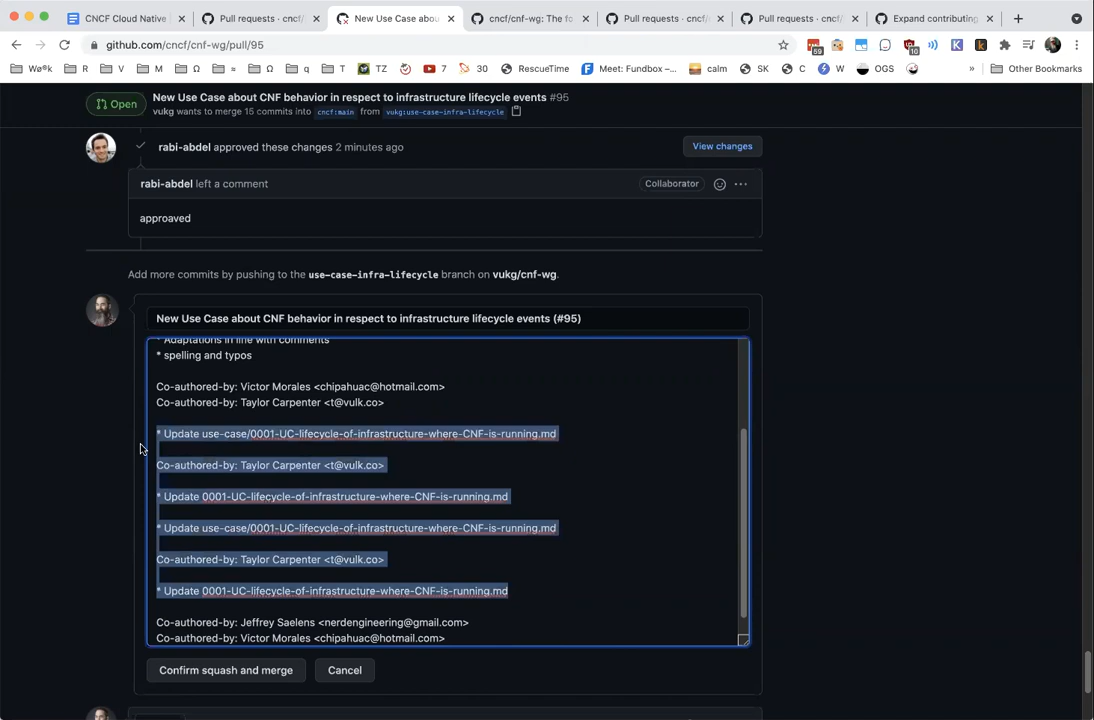 CNCF Cloud Native
Pull requests · cncf/
New Use Case abou
cncf/cnf-wg: The fo
Pull requests · cncf/
Pull requests · cncf/
Expand contributing
github.com/cncf/cnf-wg/pull/95
69
10
R
V
M
Ω
≈
Ω
q
T
TZ
7
30
RescueTime
Meet: Fundbox –...
calm
SK
C
W
OGS
»
Other Bookmarks
Open
New Use Case about CNF behavior in respect to infrastructure lifecycle events #95
vukg wants to merge 15 commits into cncf:main from vukg:use-case-infra-lifecycle
rabi-abdel approved these changes 2 minutes ago
View changes
rabi-abdel left a comment
Collaborator
approaved
Add more commits by pushing to the use-case-infra-lifecycle branch on vukg/cnf-wg.
New Use Case about CNF behavior in respect to infrastructure lifecycle events (#95)
* Adaptations in line with comments
* spelling and typos
Co-authored-by: Victor Morales <chipahuac@hotmail.com>
Co-authored-by: Taylor Carpenter <t@vulk.co>
* Update use-case/0001-UC-lifecycle-of-infrastructure-where-CNF-is-running.md
Co-authored-by: Taylor Carpenter <t@vulk.co>
* Update 0001-UC-lifecycle-of-infrastructure-where-CNF-is-running.md
* Update use-case/0001-UC-lifecycle-of-infrastructure-where-CNF-is-running.md
Co-authored-by: Taylor Carpenter <t@vulk.co>
* Update 0001-UC-lifecycle-of-infrastructure-where-CNF-is-running.md
Co-authored-by: Jeffrey Saelens <nerdengineering@gmail.com>
Co-authored-by: Victor Morales <chipahuac@hotmail.com>
Confirm squash and merge
Cancel